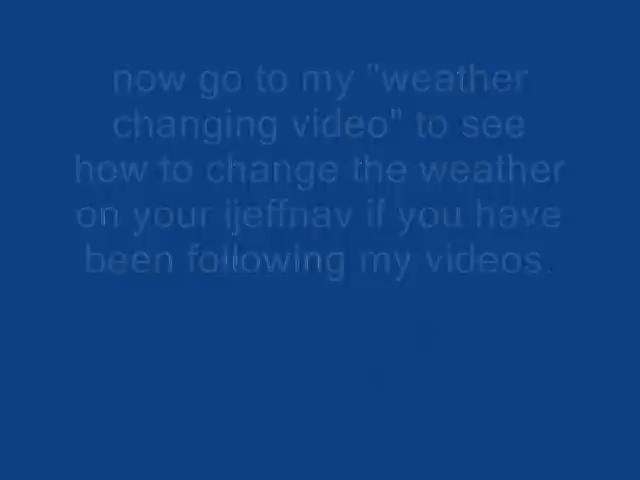 now go to my "weather
changing video" to see
how to change the weather
on your ijeffnav if you have
been following my videos.